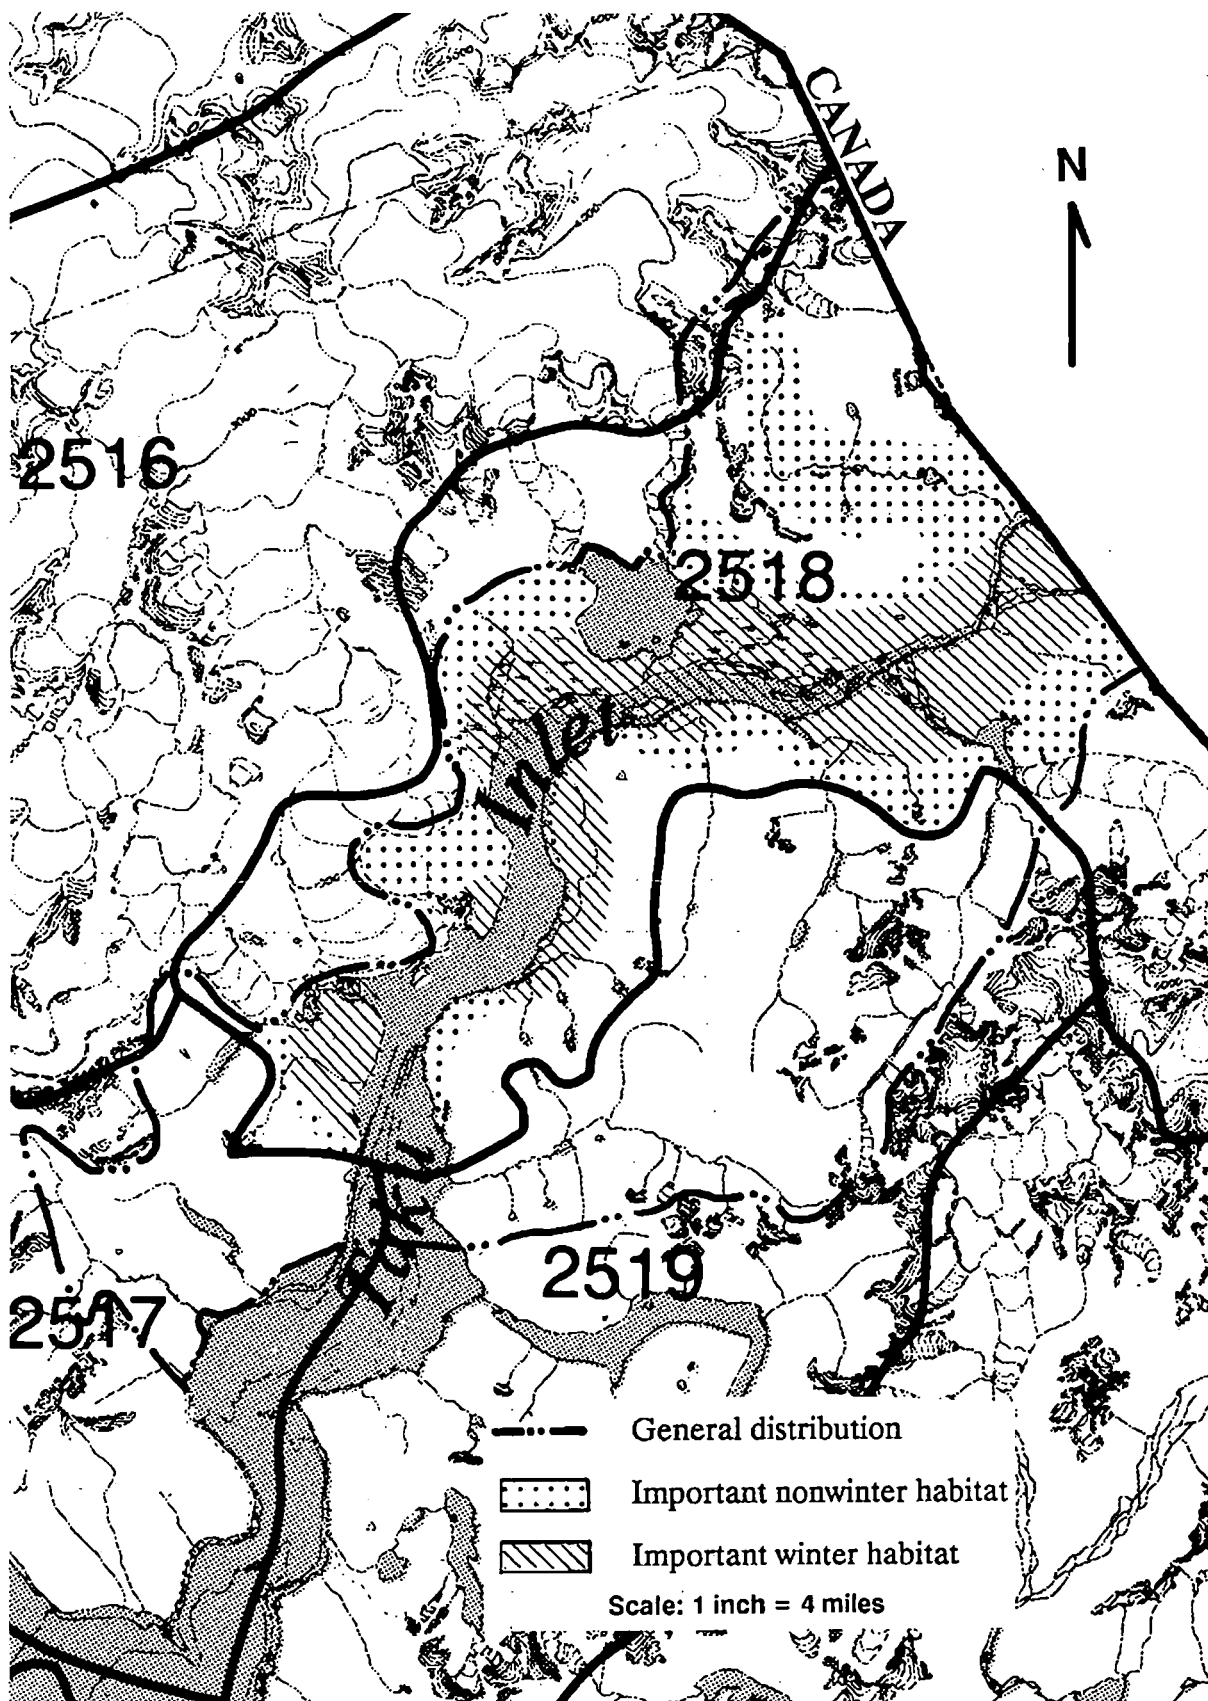 CANADA
N
2516
2518
Inlet
Taku
2519
2517
General distribution
Important nonwinter habitat
Important winter habitat
Scale: 1 inch = 4 miles